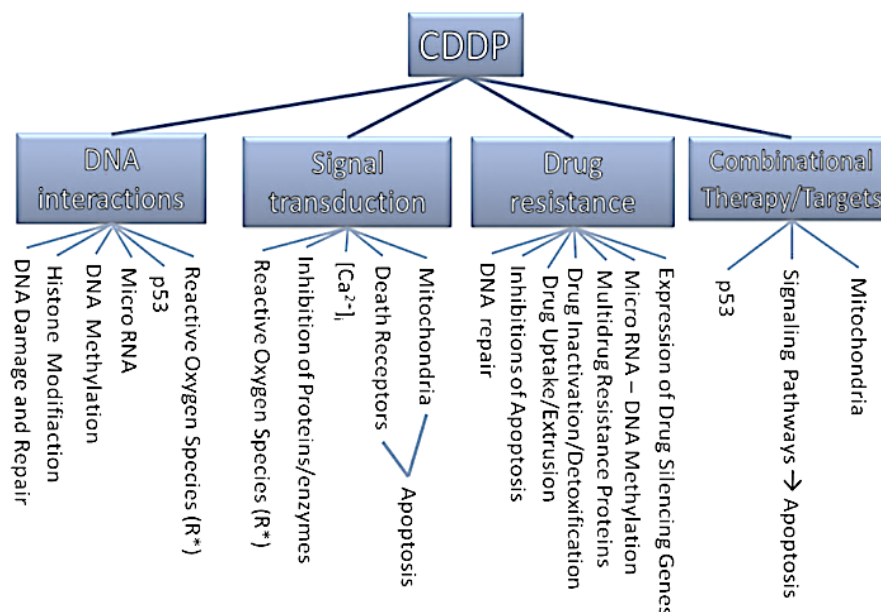 CDDP
DNA
interactions
Signal
transduction
Drug
resistance
Combinational
Therapy/Targets
DNA Damage and Repair
Histone Modifiaction
DNA Methylation
Micro RNA
p53
Reactive Oxygen Species (R*)
Reactive Oxygen Species (R*)
Inhibition of Proteins/enzymes
[Ca²⁺]ᵢ
Death Receptors
Mitochondria
Apoptosis
DNA repair
Inhibitions of Apoptosis
Drug Uptake/Extrusion
Drug Inactivation/Detoxification
Multidrug Resistance Proteins
Micro RNA – DNA Methylation
Expression of Drug Silencing Genes
p53
Signaling Pathways → Apoptosis
Mitochondria